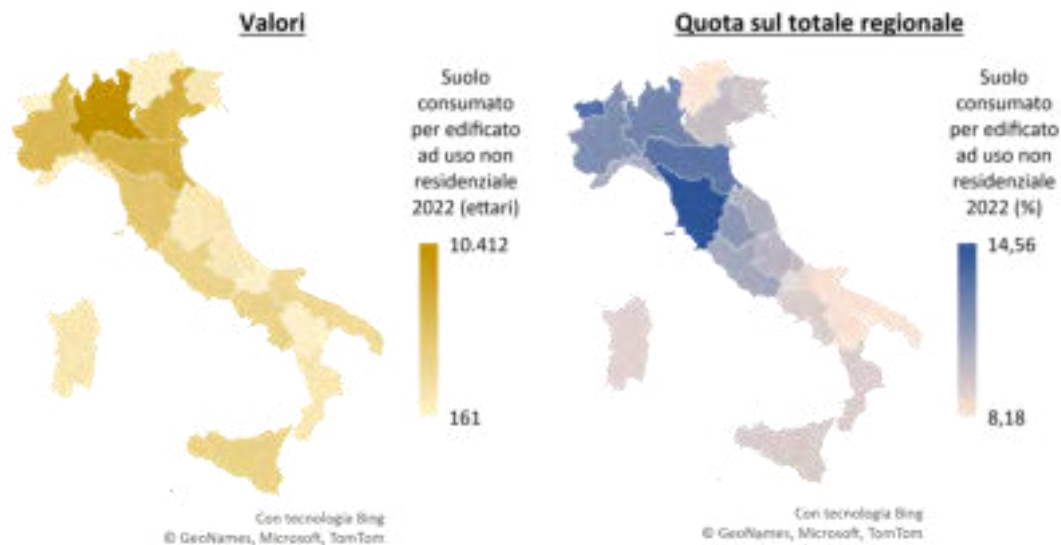 Valori
Suolo
consumato
per edificato
ad uso non
residenziale
2022 (ettari)
10.412
161
Con tecnologia Bing
© GeoNames, Microsoft, TomTom
Quota sul totale regionale
Suolo
consumato
per edificato
ad uso non
residenziale
2022 (%)
14,56
8,18
Con tecnologia Bing
© GeoNames, Microsoft, TomTom